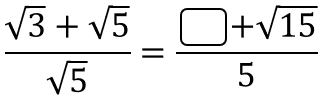 (√3 + √5)/√5 = (□+√15)/5